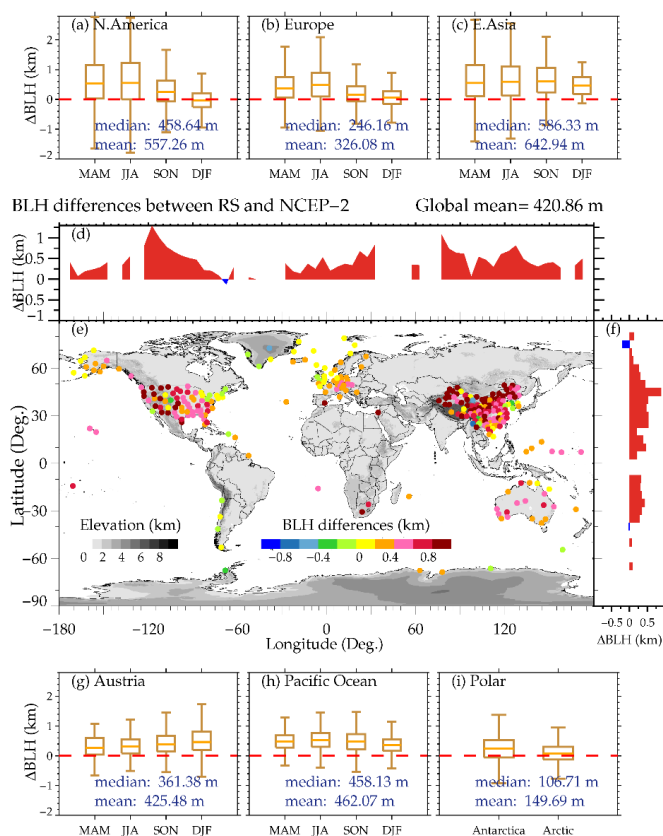 (a) N.America
(b) Europe
(c) E.Asia
ΔBLH (km)
2
1
0
-1
-2
median: 458.64 m
mean: 557.26 m
median: 246.16 m
mean: 326.08 m
median: 586.33 m
mean: 642.94 m
MAM JJA SON DJF
MAM JJA SON DJF
MAM JJA SON DJF
BLH differences between RS and NCEP−2
Global mean= 420.86 m
(d)
ΔBLH (km)
1
0.5
0
−0.5
−1
1
0.5
0
−0.5
−1
(e)
(f)
Latitude (Deg.)
60
30
0
−30
−60
−90
Elevation (km)
0 2 4 6 8
BLH differences (km)
−0.8 −0.4 0 0.4 0.8
−180 −120 −60 0 60 120
Longitude (Deg.)
−0.5 0 0.5
ΔBLH (km)
(g) Austria
(h) Pacific Ocean
(i) Polar
ΔBLH (km)
2
1
0
-1
-2
median: 361.38 m
mean: 425.48 m
median: 458.13 m
mean: 462.07 m
median: 106.71 m
mean: 149.69 m
MAM JJA SON DJF
MAM JJA SON DJF
Antarctica Arctic